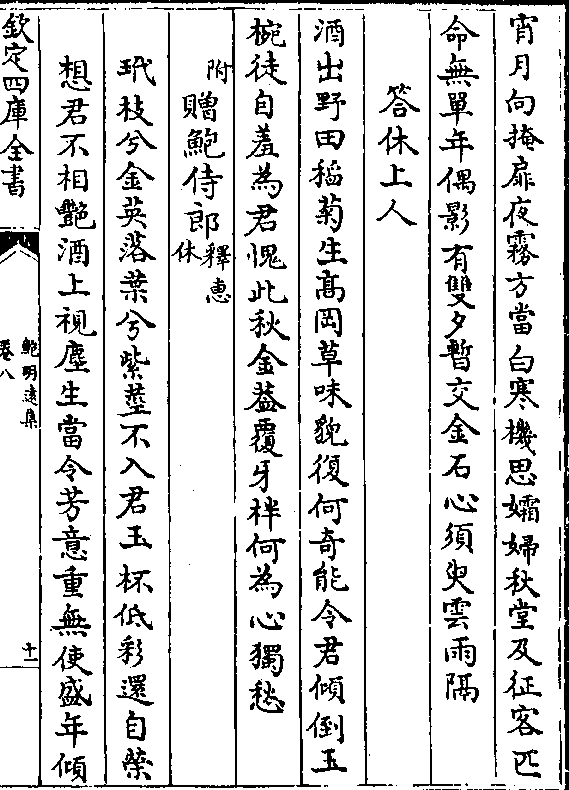 宵月向掩扉夜霧方當白寒機思孀婦秋堂及征客匹
命無單年偶影有雙夕暫交金石心須臾雲雨隔
答休上人
酒出野田稻菊生高岡草味貌復何奇能令君傾倒玉
椀徒自羞為君慨此秋金葢覆牙柈何為心獨愁
附
贈鮑侍郎釋惠
休
玳枝兮金英落葉兮紫莖不入君玉杯低彩還自榮
想君不相艷酒上視塵生當令芳意重無使盛年傾
欽定四庫全書
鮑明遠集
卷八
十一